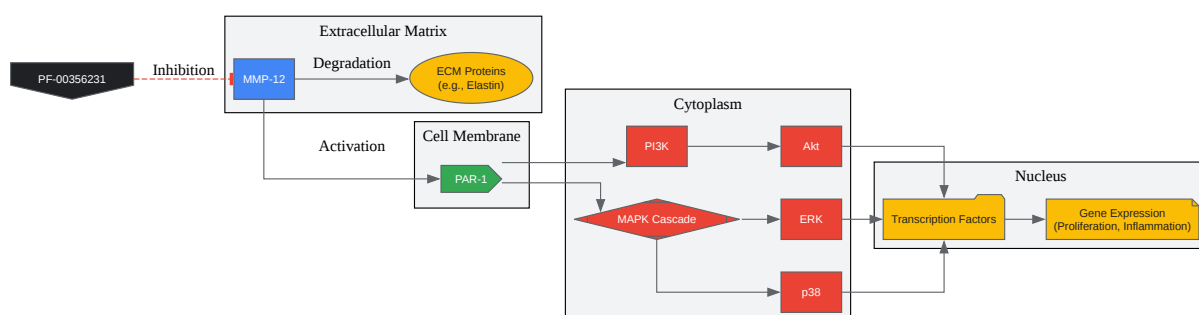 Extracellular Matrix
PF-00356231
Inhibition
MMP-12
Degradation
ECM Proteins
(e.g., Elastin)
Activation
Cell Membrane
PAR-1
Cytoplasm
PI3K
Akt
MAPK Cascade
ERK
p38
Nucleus
Transcription Factors
Gene Expression
(Proliferation, Inflammation)